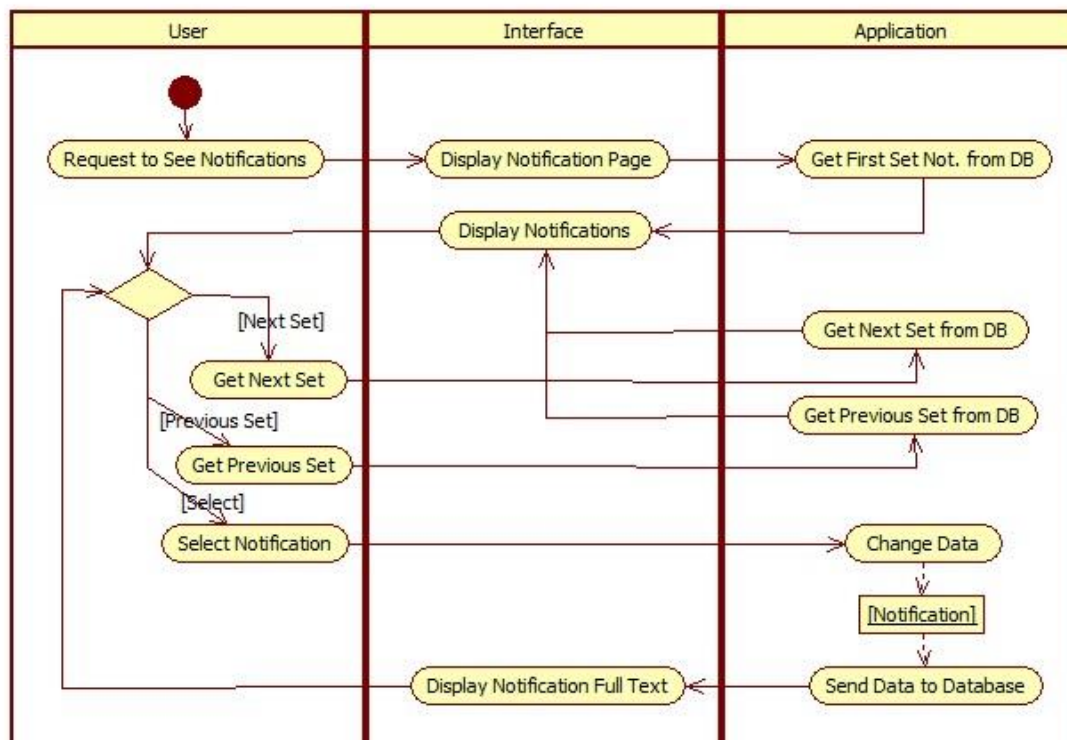 User
Interface
Application
Request to See Notifications
Display Notification Page
Get First Set Not. from DB
Display Notifications
[Next Set]
Get Next Set from DB
Get Next Set
[Previous Set]
Get Previous Set from DB
Get Previous Set
[Select]
Select Notification
Change Data
[Notification]
Display Notification Full Text
Send Data to Database